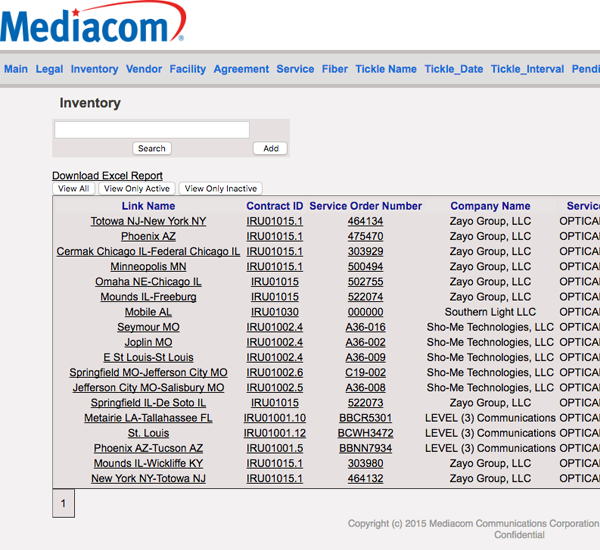 Mediacom
Main Legal Inventory Vendor Facility Agreement Service Fiber Tickle Name Tickle_Date Tickle_Interval Pendi
Inventory
Search Add
Download Excel Report
View All View Only Active View Only Inactive
Link Name Contract ID Service Order Number Company Name Servic
Totowa NJ-New York NY IRU01015.1 464134 Zayo Group, LLC OPTICA
Phoenix AZ IRU01015.1 475470 Zayo Group, LLC OPTICA
Cermak Chicago IL-Federal Chicago IL IRU01015.1 303929 Zayo Group, LLC OPTICA
Minneopolis MN IRU01015.1 500494 Zayo Group, LLC OPTICA
Omaha NE-Chicago IL IRU01015 502755 Zayo Group, LLC OPTICA
Mounds IL-Freeburg IRU01015 522074 Zayo Group, LLC OPTICA
Mobile AL IRU01030 000000 Southern Light LLC OPTICA
Seymour MO IRU01002.4 A36-016 Sho-Me Technologies, LLC OPTICA
Joplin MO IRU01002.4 A36-002 Sho-Me Technologies, LLC OPTICA
E St Louis-St Louis IRU01002.4 A36-009 Sho-Me Technologies, LLC OPTICA
Springfield MO-Jefferson City MO IRU01002.6 C19-002 Sho-Me Technologies, LLC OPTICA
Jefferson City MO-Salisbury MO IRU01002.5 A36-008 Sho-Me Technologies, LLC OPTICA
Springfield IL-De Soto IL IRU01015 522073 Zayo Group, LLC OPTICA
Metairie LA-Tallahassee FL IRU01001.10 BBCR5301 LEVEL (3) Communications OPTICA
St. Louis IRU01001.12 BCWH3472 LEVEL (3) Communications OPTICA
Phoenix AZ-Tucson AZ IRU01001.5 BBNN7934 LEVEL (3) Communications OPTICA
Mounds IL-Wickliffe KY IRU01015.1 303980 Zayo Group, LLC OPTICA
New York NY-Totowa NJ IRU01015.1 464132 Zayo Group, LLC OPTICA
1
Copyright (c) 2015 Mediacom Communications Corporation
Confidential